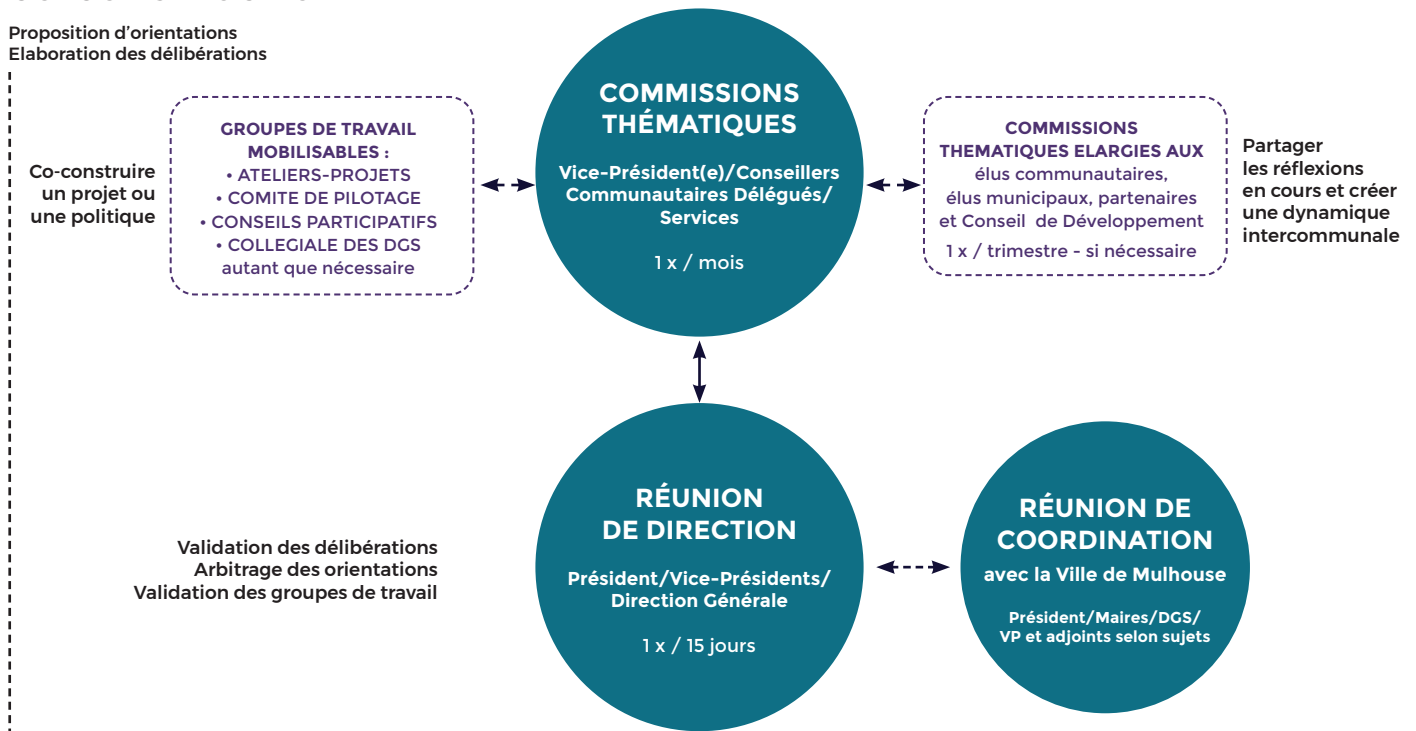 Proposition d'orientations
Elaboration des délibérations
Co-construire
un projet ou
une politique
GROUPES DE TRAVAIL
MOBILISABLES :
• ATELIERS-PROJETS
• COMITE DE PILOTAGE
• CONSEILS PARTICIPATIFS
• COLLEGIALE DES DGS
autant que nécessaire
COMMISSIONS
THÉMATIQUES
Vice-Président(e)/Conseillers
Communautaires Délégués/
Services
1 x / mois
COMMISSIONS
THEMATIQUES ELARGIES AUX
élus communautaires,
élus municipaux, partenaires
et Conseil de Développement
1 x / trimestre - si nécessaire
Partager
les réflexions
en cours et créer
une dynamique
intercommunale
Validation des délibérations
Arbitrage des orientations
Validation des groupes de travail
RÉUNION
DE DIRECTION
Président/Vice-Présidents/
Direction Générale
1 x / 15 jours
RÉUNION DE
COORDINATION
avec la Ville de Mulhouse
Président/Maires/DGS/
VP et adjoints selon sujets